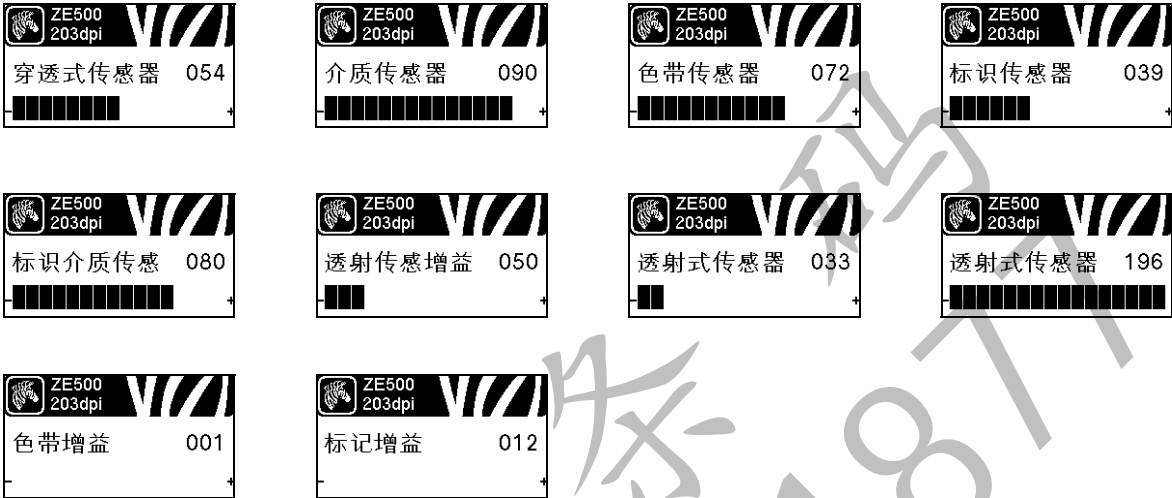 ZE500
203dpi
穿透式传感器 054
- +
ZE500
203dpi
介质传感器 090
- +
ZE500
203dpi
色带传感器 072
- +
ZE500
203dpi
标识传感器 039
- +
ZE500
203dpi
标识介质传感 080
- +
ZE500
203dpi
透射传感增益 050
- +
ZE500
203dpi
透射式传感器 033
- +
ZE500
203dpi
透射式传感器 196
-
ZE500
203dpi
色带增益 001
- +
ZE500
203dpi
标记增益 012
- +
条码
4877